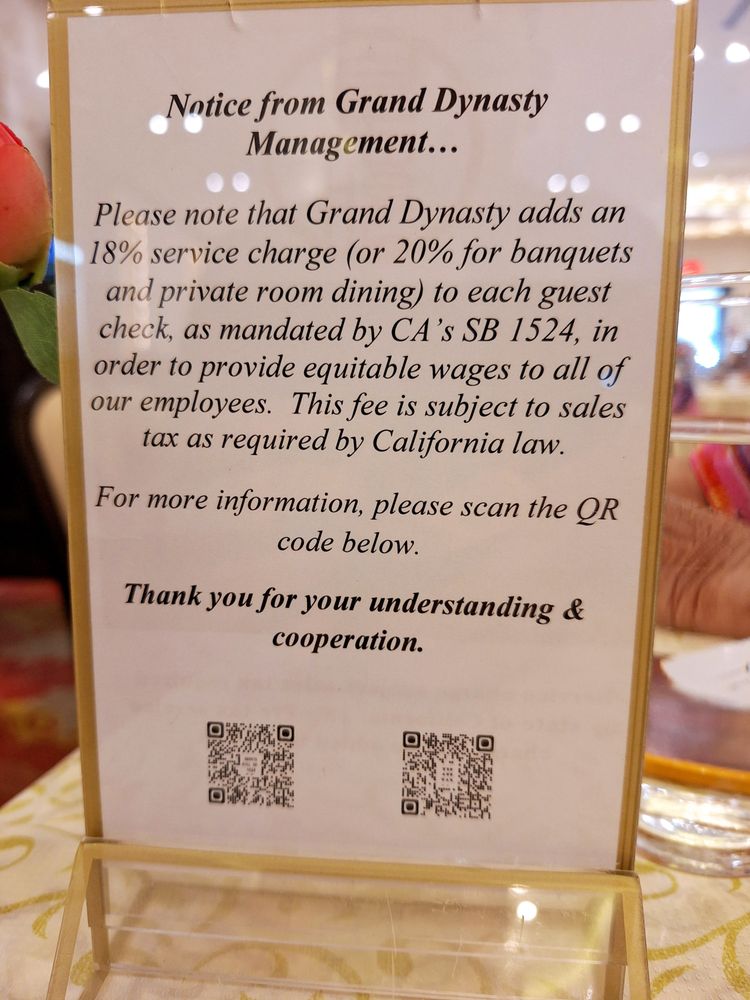 Notice from Grand Dynasty
Management…
Please note that Grand Dynasty adds an
18% service charge (or 20% for banquets
and private room dining) to each guest
check, as mandated by CA's SB 1524, in
order to provide equitable wages to all of
our employees.  This fee is subject to sales
tax as required by California law.
For more information, please scan the QR
code below.
Thank you for your understanding &
cooperation.